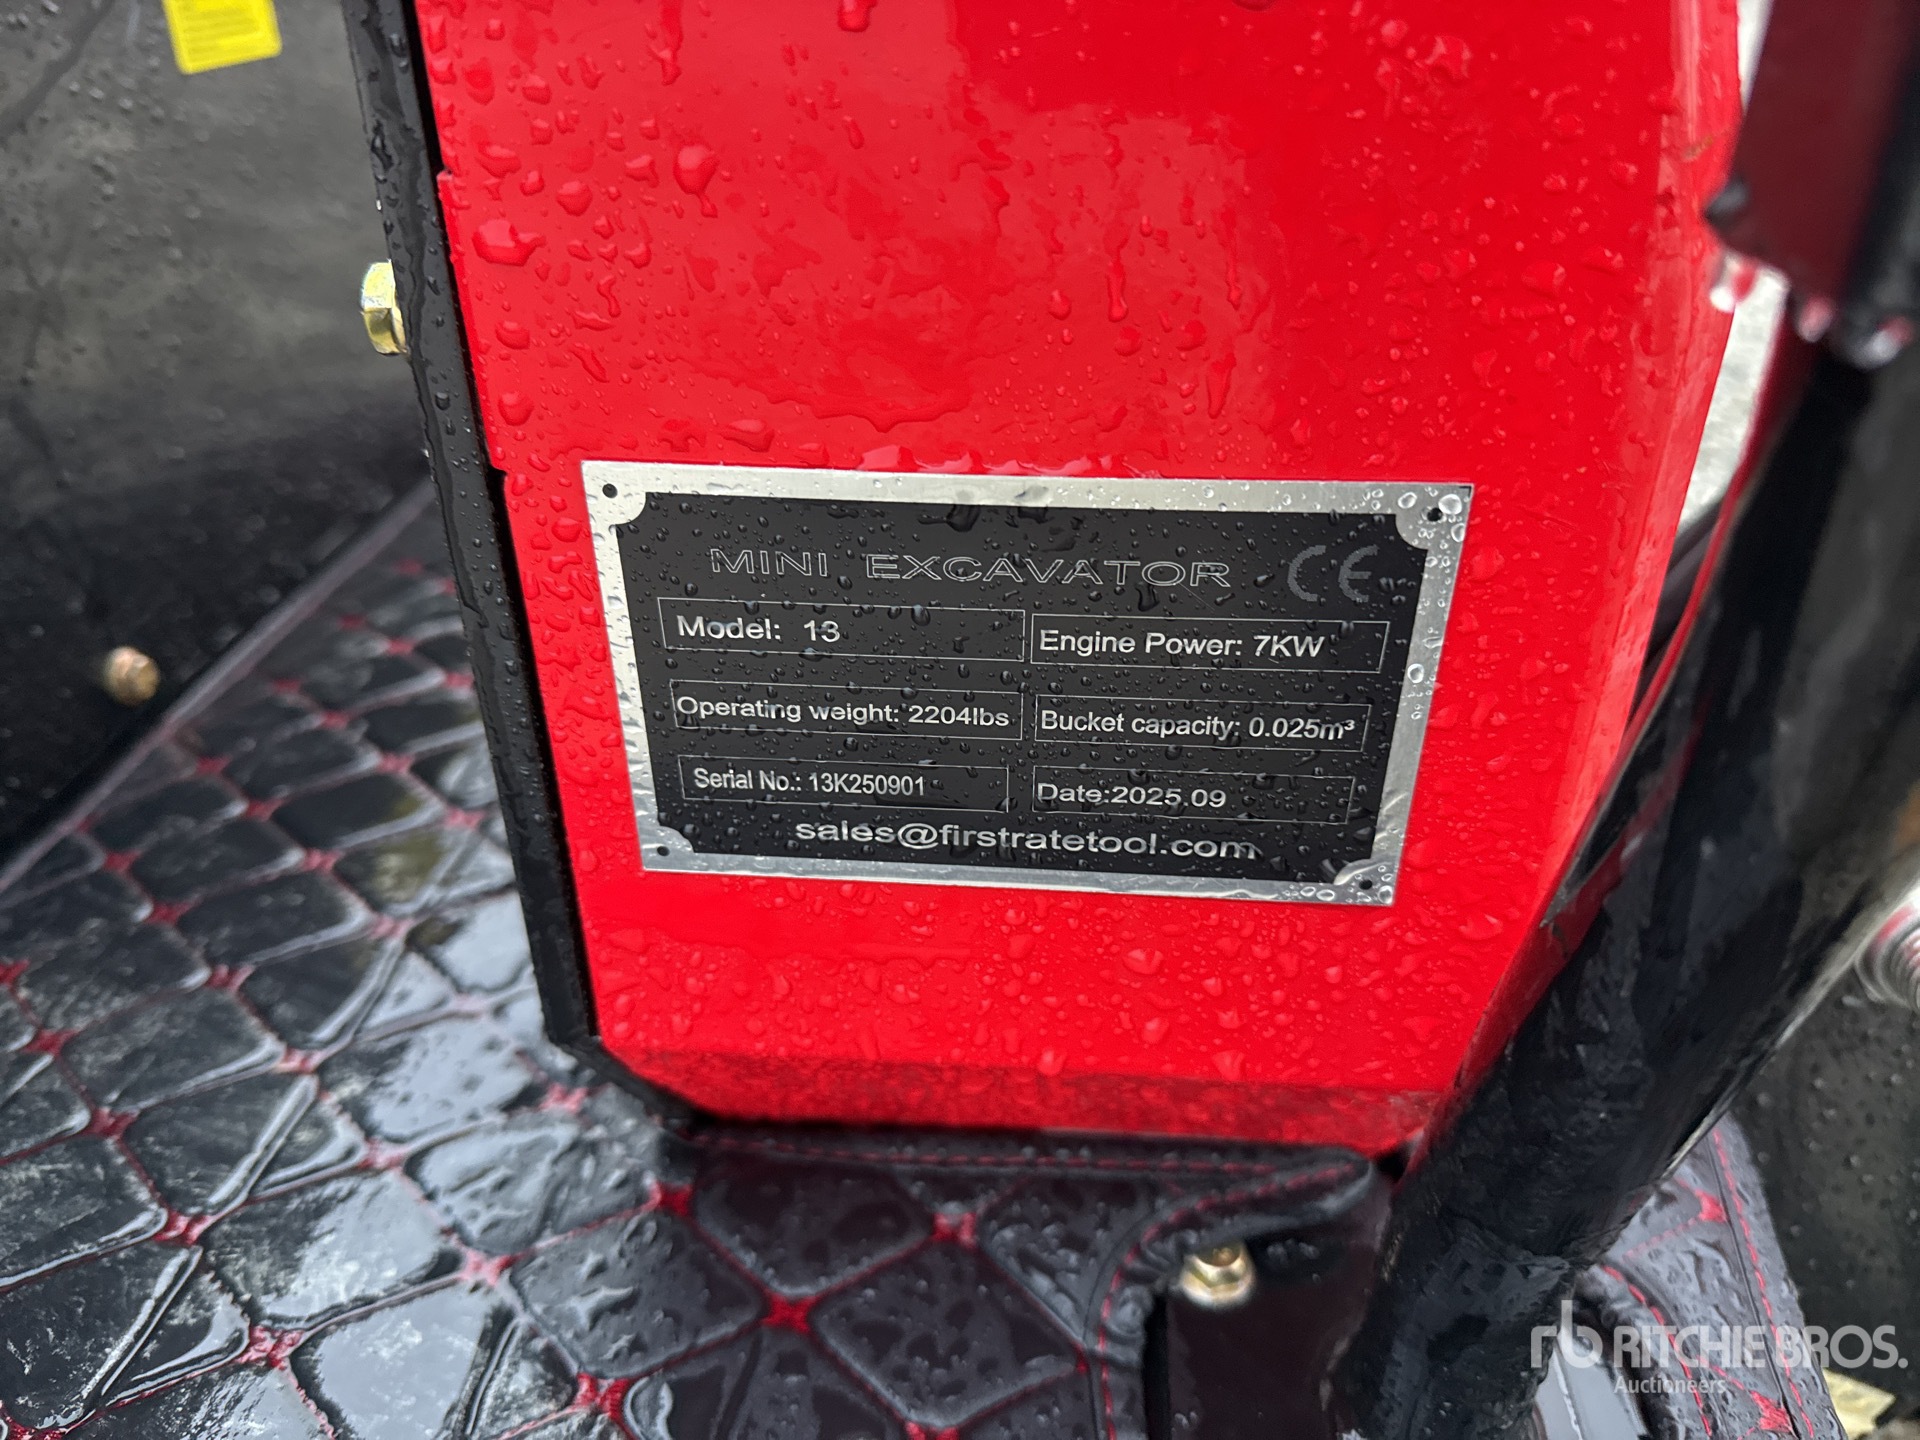 MINI EXCAVATOR CE
Model: 13
Engine Power: 7KW
Operating weight: 2204lbs
Bucket capacity: 0.025m³
Serial No.: 13K250901
Date:2025.09
sales@firstratetool.com
rb RITCHIE BROS.
Auctioneers